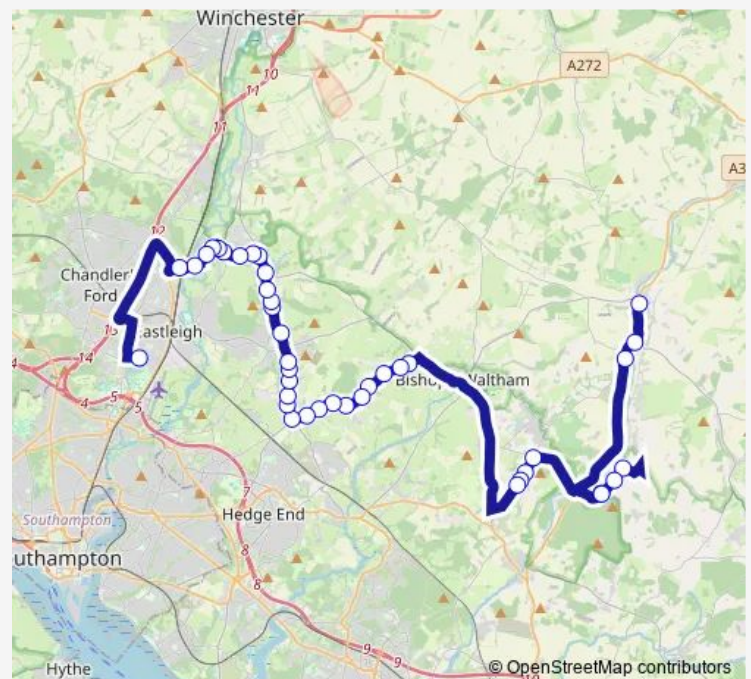 Winchester
A272
10
11
A3
11
12
Chandler'
Ford
13
astleigh
14
4
4
5
5
Bishop
Waltham
7
Hedge End
Southampton
outhampton
8
8
9
9
Hythe
© OpenStreetMap contributors